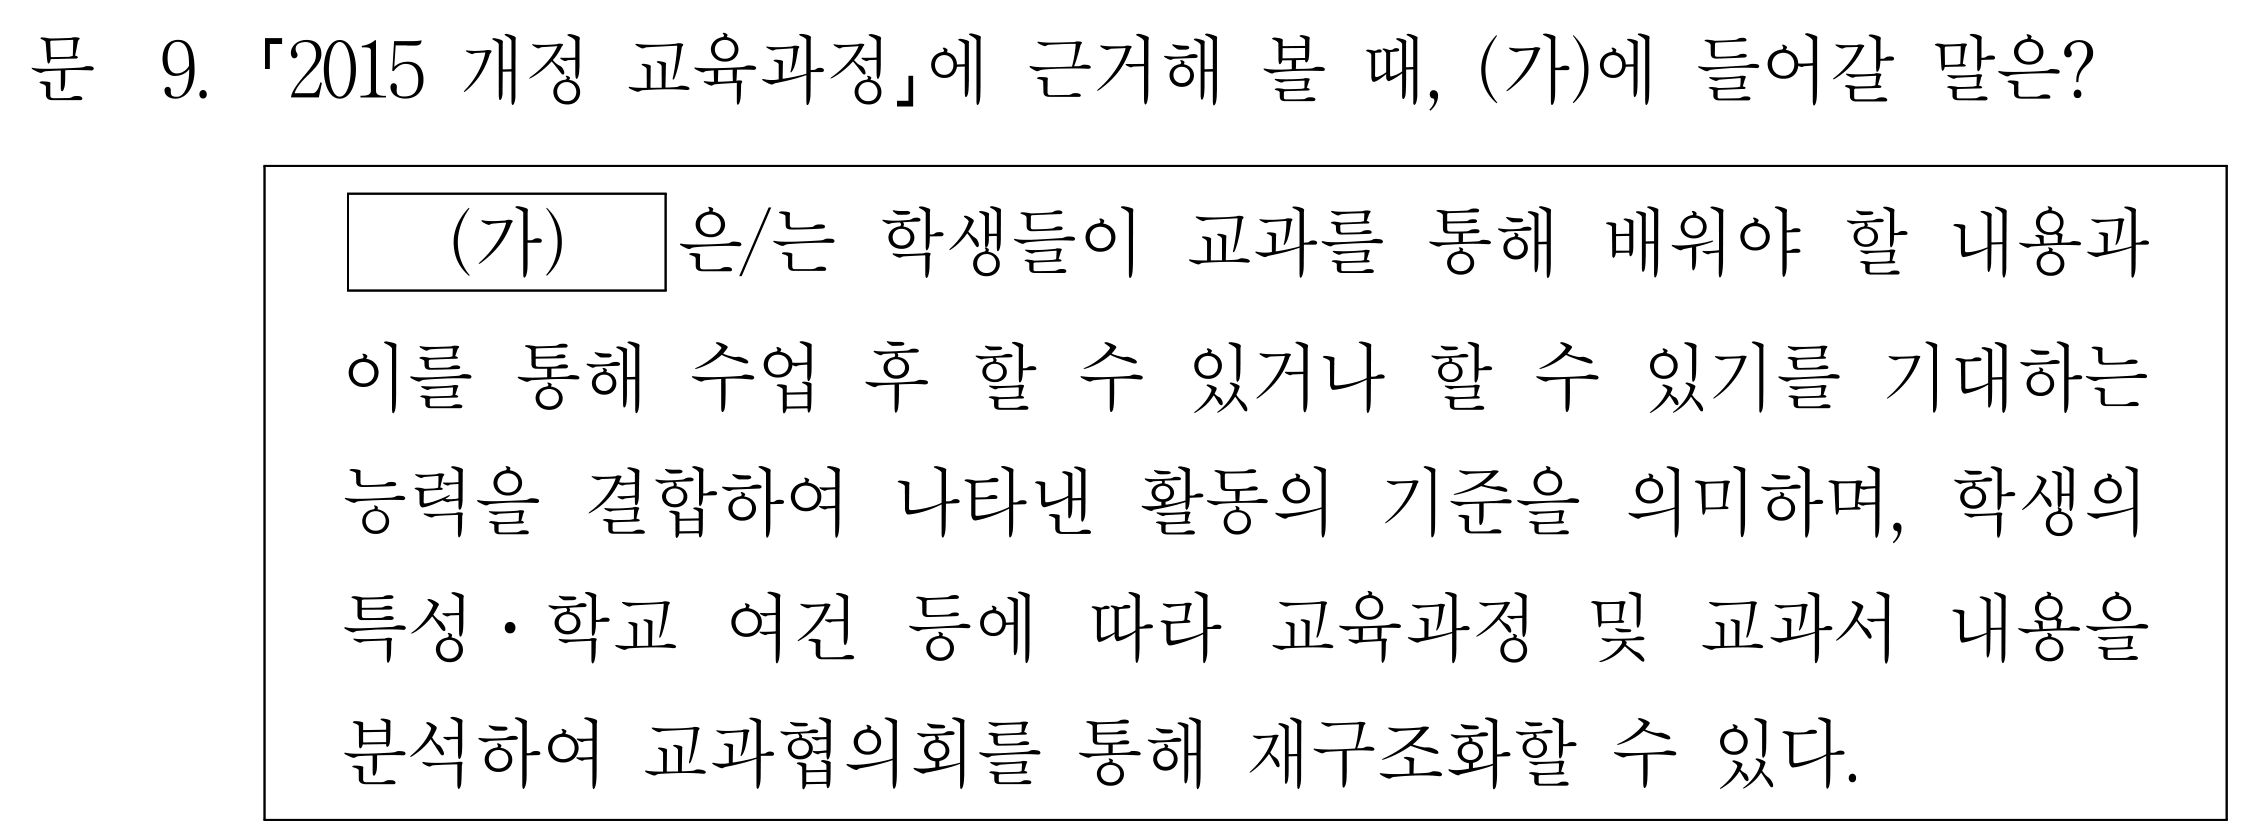 문 9. 「2015 개정 교육과정」에 근거해 볼 때, (가)에 들어갈 말은?
(가) 은/는 학생들이 교과를 통해 배워야 할 내용과
이를 통해 수업 후 할 수 있거나 할 수 있기를 기대하는
능력을 결합하여 나타낸 활동의 기준을 의미하며, 학생의
특성·학교 여건 등에 따라 교육과정 및 교과서 내용을
분석하여 교과협의회를 통해 재구조화할 수 있다.